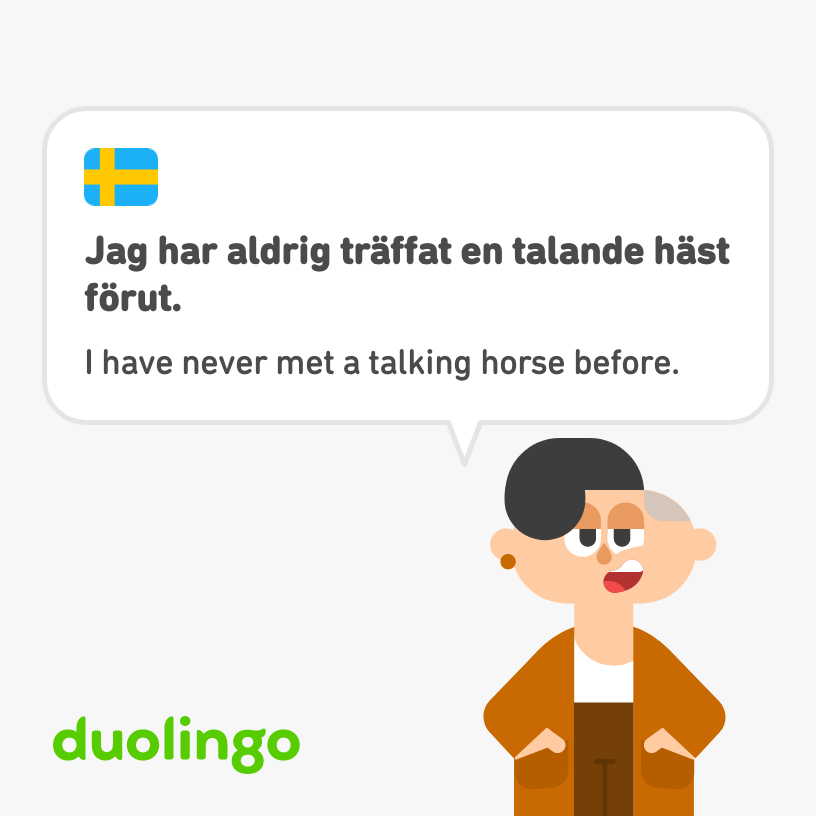 Jag har aldrig träffat en talande häst
förut.
I have never met a talking horse before.
duolingo